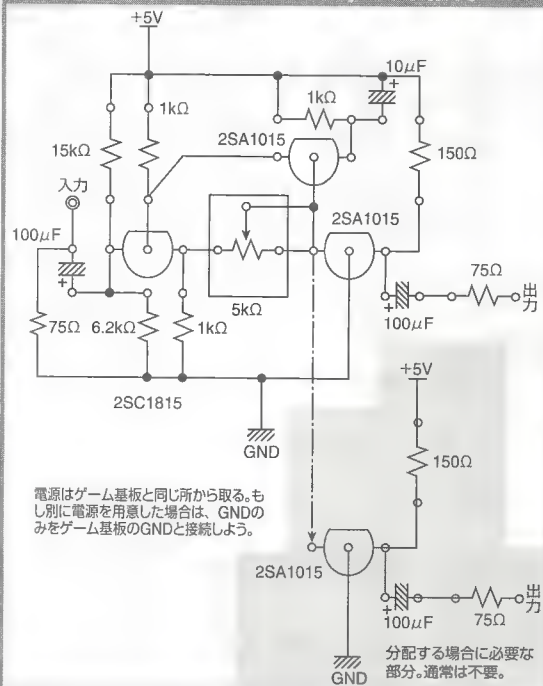 +5V
10μF
1kΩ
1kΩ
2SA1015
15kΩ
150Ω
入力
2SA1015
100μF
75Ω
出力
5kΩ
100μF
75Ω
6.2kΩ
1kΩ
+5V
2SC1815
GND
150Ω
電源はゲーム基板と同じ所から取る。も
し別に電源を用意した場合は、GNDの
みをゲーム基板のGNDと接続しよう。
2SA1015
出力
100μF
75Ω
分配する場合に必要な
部分。通常は不要。
GND